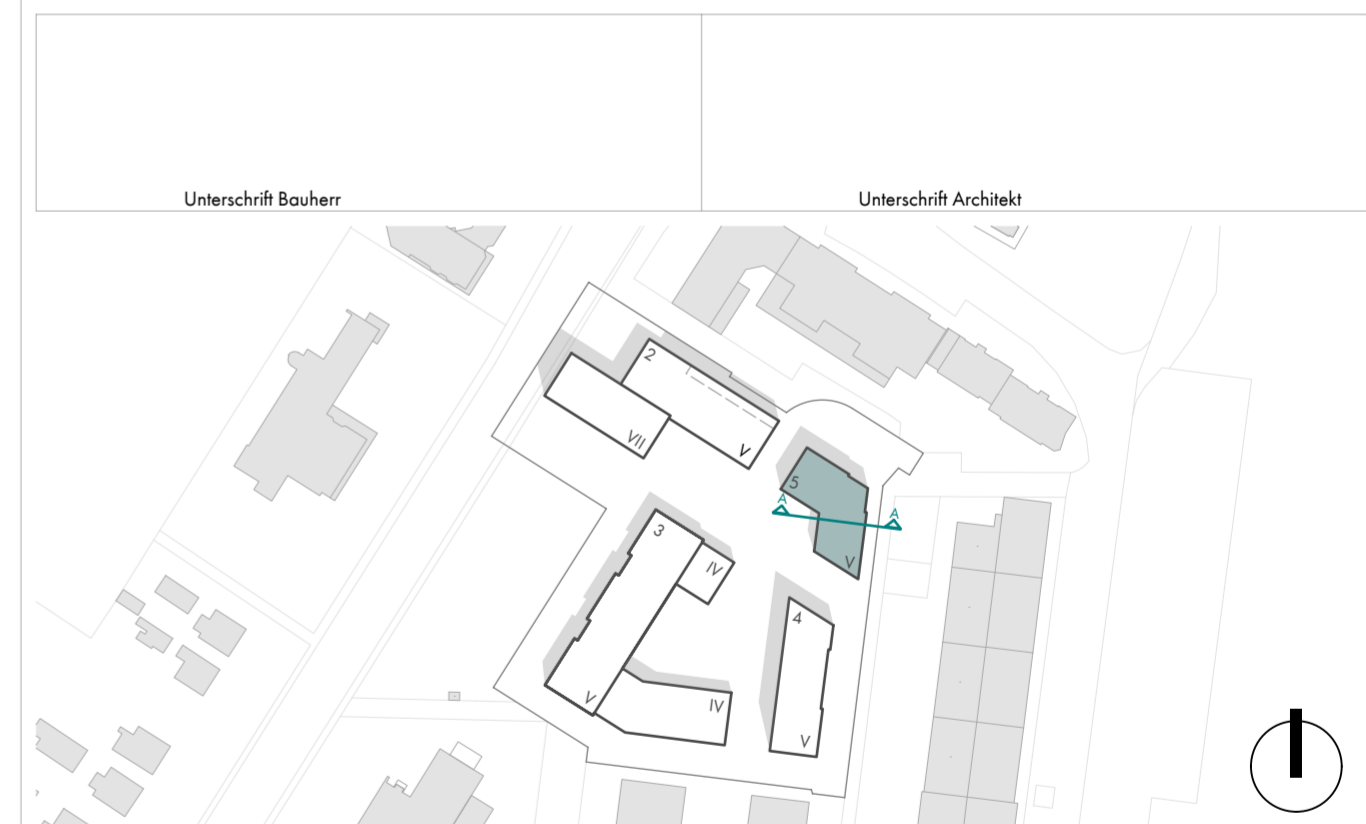 Unterschrift Bauherr
Unterschrift Architekt
2
VII
V
5
A
A
3
IV
V
4
V
IV
V